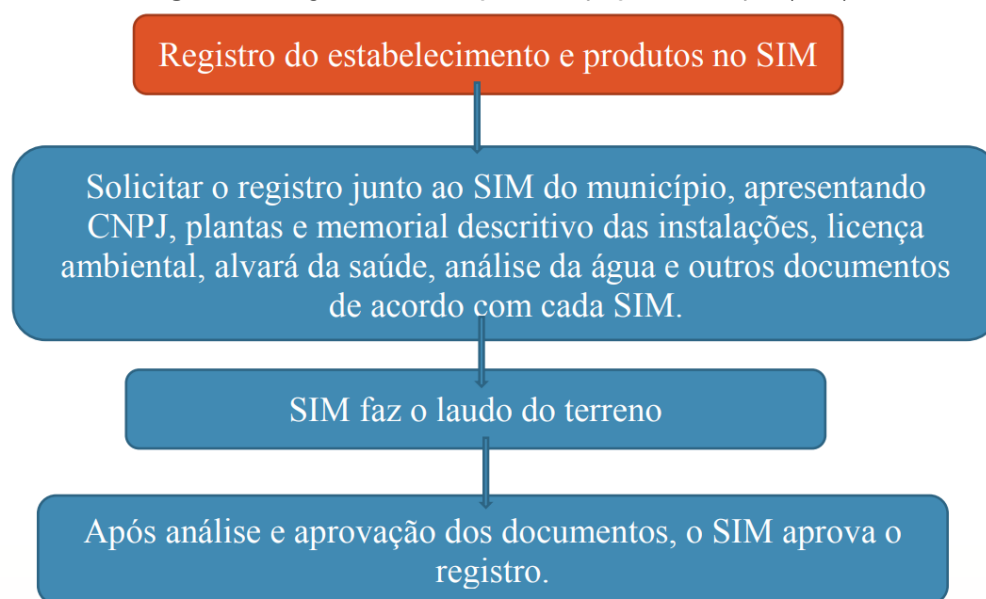 Registro do estabelecimento e produtos no SIM
Solicitar o registro junto ao SIM do município, apresentando
CNPJ, plantas e memorial descritivo das instalações, licença
ambiental, alvará da saúde, análise da água e outros documentos
de acordo com cada SIM.
SIM faz o laudo do terreno
Após análise e aprovação dos documentos, o SIM aprova o
registro.